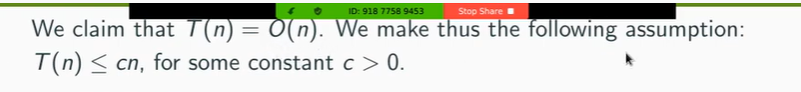 ID: 918 7758 9453 Stop Share
We claim that T(n) = O(n). We make thus the following assumption:
T(n) ≤ cn, for some constant c > 0.